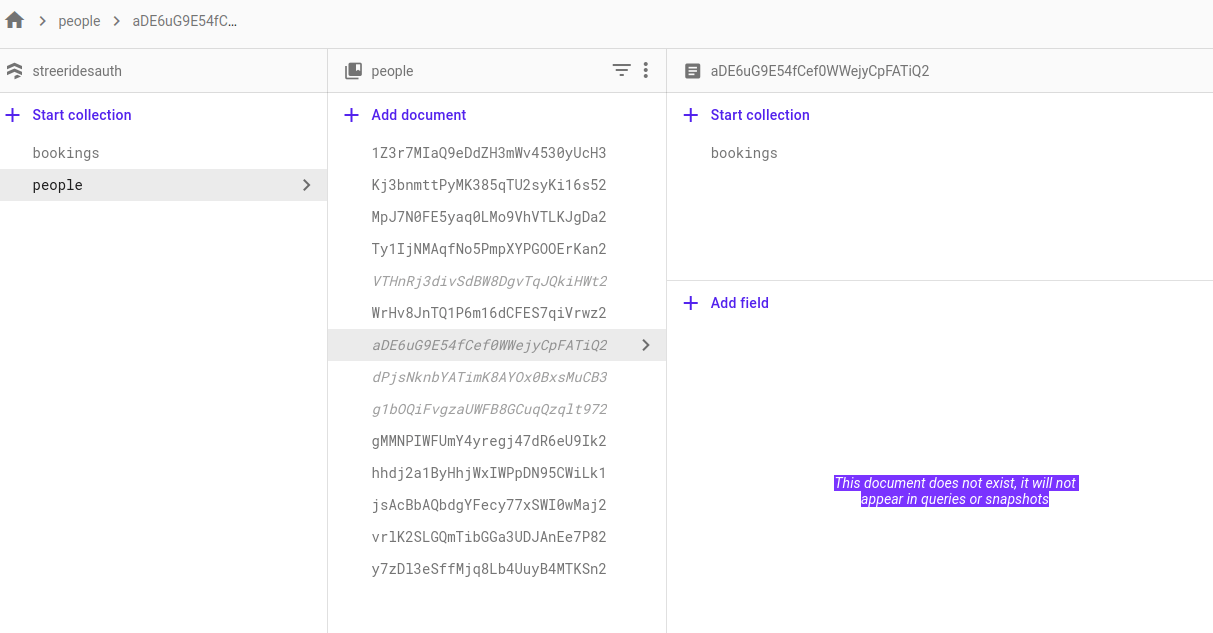 people
aDE6uG9E54fC…
streeridesauth
people
aDE6uG9E54fCef0WWejyCpFATiQ2
Start collection
Add document
Start collection
bookings
people
1Z3r7MIaQ9eDdZH3mWv4530yUcH3
Kj3bnmttPyMK385qTU2syKi16s52
MpJ7N0FE5yaq0LMo9VhVTLKJgDa2
Ty1IjNMAqfNo5PmpXYPGOOErKan2
VTHnRj3divSdBW8DgvTqJQkiHWt2
WrHv8JnTQ1P6m16dCFES7qiVrwz2
aDE6uG9E54fCef0WWejyCpFATiQ2
dPjsNknbYATimK8AYOx0BxsMuCB3
g1bOQiFvgzaUWFB8GCuqQzqlt972
gMMNPIWFUmY4yregj47dR6eU9Ik2
hhdj2a1ByHhjWxIWPpDN95CWiLk1
jsAcBbAQbdgYFecy77xSWI0wMaj2
vrlK2SLGQmTibGGa3UDJAnEe7P82
y7zDl3eSffMjq8Lb4UuyB4MTKSn2
bookings
Add field
This document does not exist, it will not
appear in queries or snapshots